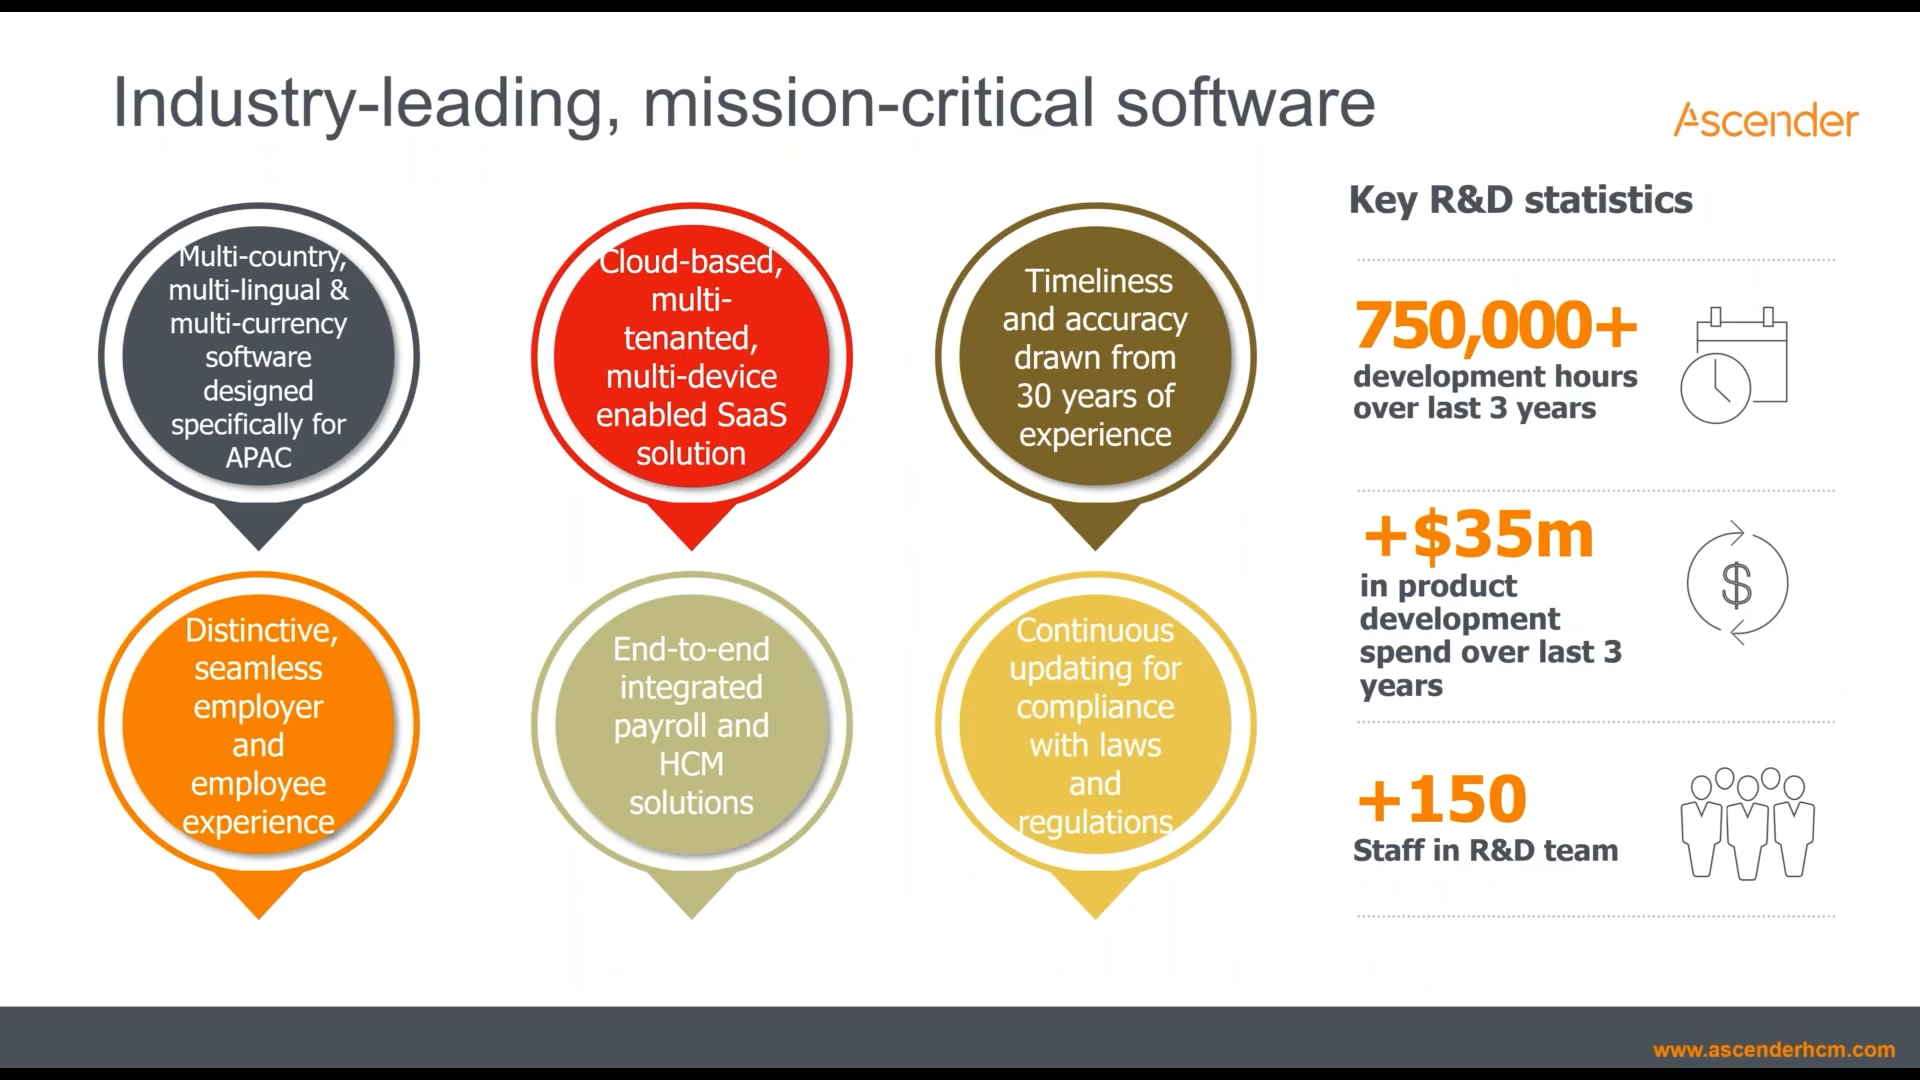 Industry-leading, mission-critical software
Ascender
Multi-country,
multi-lingual &
multi-currency
software
designed
specifically for
APAC
Cloud-based,
multi-
tenanted,
multi-device
enabled SaaS
solution
Timeliness
and accuracy
drawn from
30 years of
experience
Distinctive,
seamless
employer
and
employee
experience
End-to-end
integrated
payroll and
HCM
solutions
Continuous
updating for
compliance
with laws
and
regulations
Key R&D statistics
750,000+
development hours
over last 3 years
+$35m
in product
development
spend over last 3
years
$
+150
Staff in R&D team
www.ascenderhcm.com